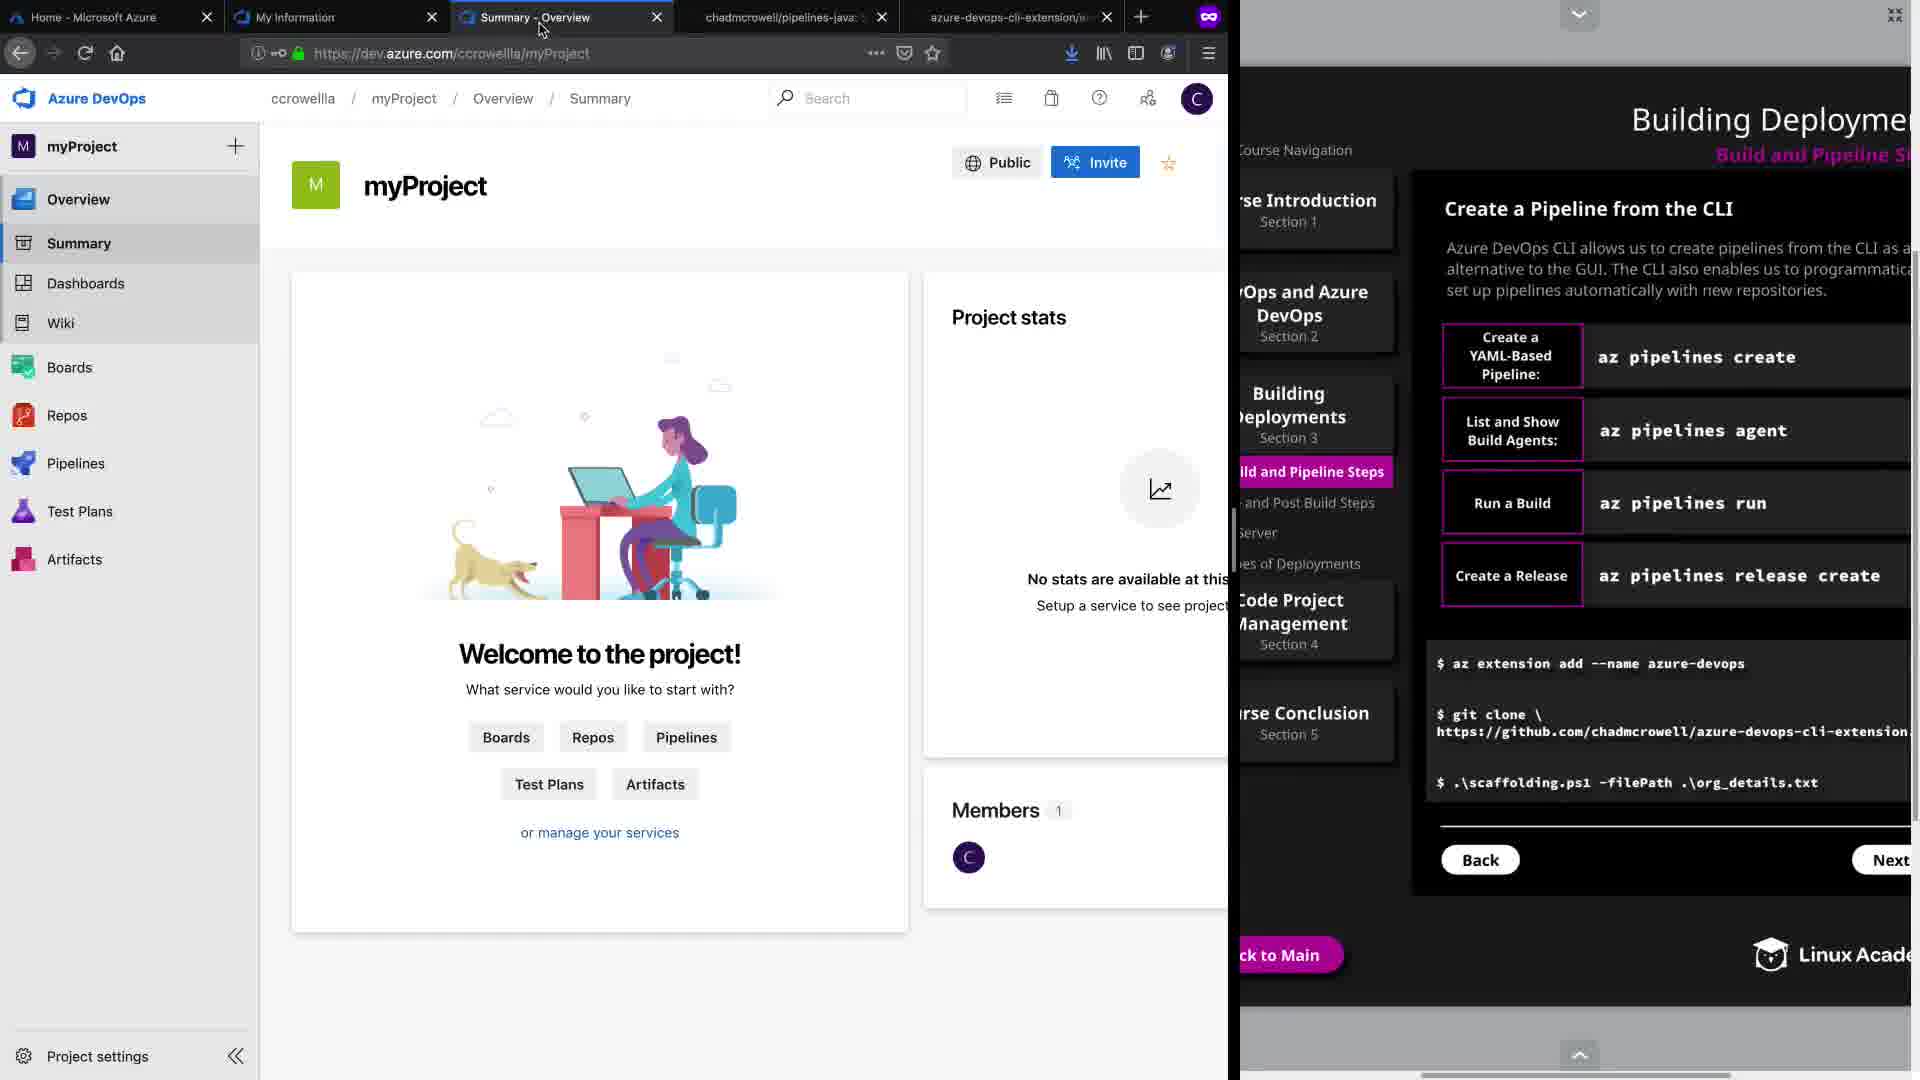 Home - Microsoft Azure
My Information
Summary - Overview
chadmcrowell/pipelines-java:
azure-devops-cli-extension/
https://dev.azure.com/ccrowellla/myProject
Azure DevOps
ccrowellla / myProject / Overview / Summary
Search
C
M
myProject
Overview
Summary
Dashboards
Wiki
Boards
Repos
Pipelines
Test Plans
Artifacts
Project settings
M
myProject
Public
Invite
Welcome to the project!
What service would you like to start with?
Boards
Repos
Pipelines
Test Plans
Artifacts
or manage your services
Project stats
No stats are available at this
Setup a service to see project
Members 1
C
Building Deployme
Build and Pipeline S
Course Navigation
rse Introduction
Section 1
Ops and Azure
DevOps
Section 2
Building
Deployments
Section 3
ild and Pipeline Steps
and Post Build Steps
Server
pes of Deployments
Code Project
Management
Section 4
rse Conclusion
Section 5
ck to Main
Create a Pipeline from the CLI
Azure DevOps CLI allows us to create pipelines from the CLI as a
alternative to the GUI. The CLI also enables us to programmatica
set up pipelines automatically with new repositories.
Create a
YAML-Based
Pipeline:
az pipelines create
List and Show
Build Agents:
az pipelines agent
Run a Build
az pipelines run
Create a Release
az pipelines release create
$ az extension add --name azure-devops
$ git clone \
https://github.com/chadmcrowell/azure-devops-cli-extension.
$ .\scaffolding.ps1 -filePath .\org_details.txt
Back
Next
Linux Acade